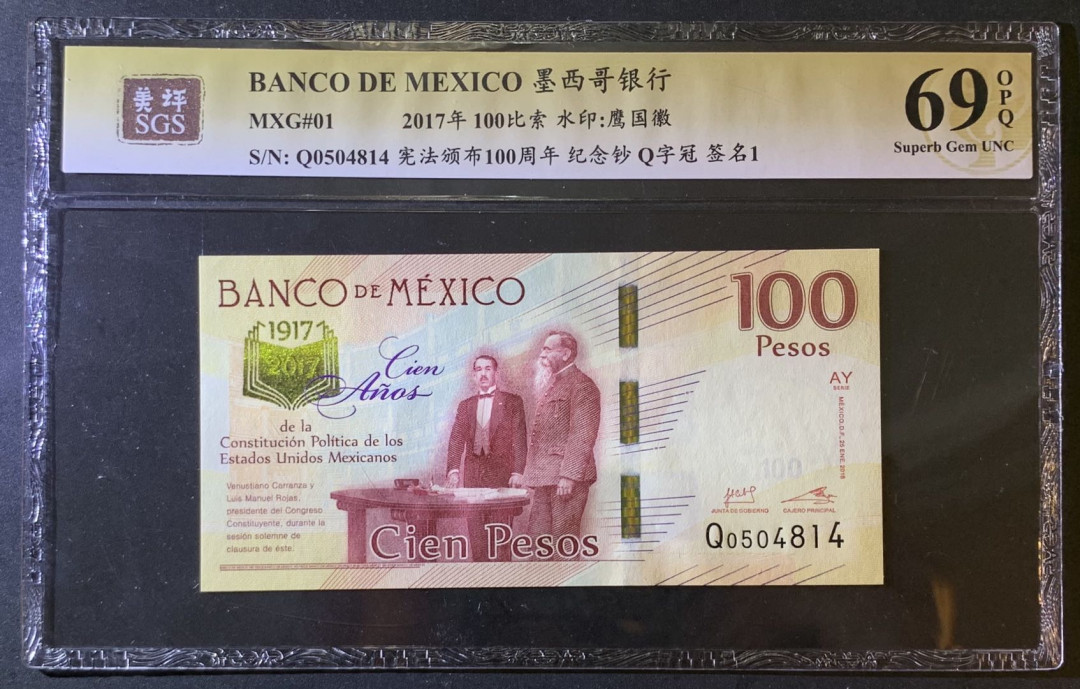 美评
SGS
BANCO DE MEXICO 墨西哥银行
MXG#01 2017年 100比索 水印:鹰国徽
S/N: Q0504814 宪法颁布100周年 纪念钞 Q字冠 签名1
69
OPQ
Superb Gem UNC
BANCO DE MÉXICO
1917
2017
Cien
Años
de la
Constitución Política de los
Estados Unidos Mexicanos
Venustiano Carranza y
Luis Manuel Rojas,
presidente del Congreso
Constituyente, durante la
sesión solemne de
clausura de éste.
Cien Pesos
100
Pesos
AY
SERIE
MÉXICO, D.F., 25 ENE. 2016
100
JUNTA DE GOBIERNO
CAJERO PRINCIPAL
Q0504814